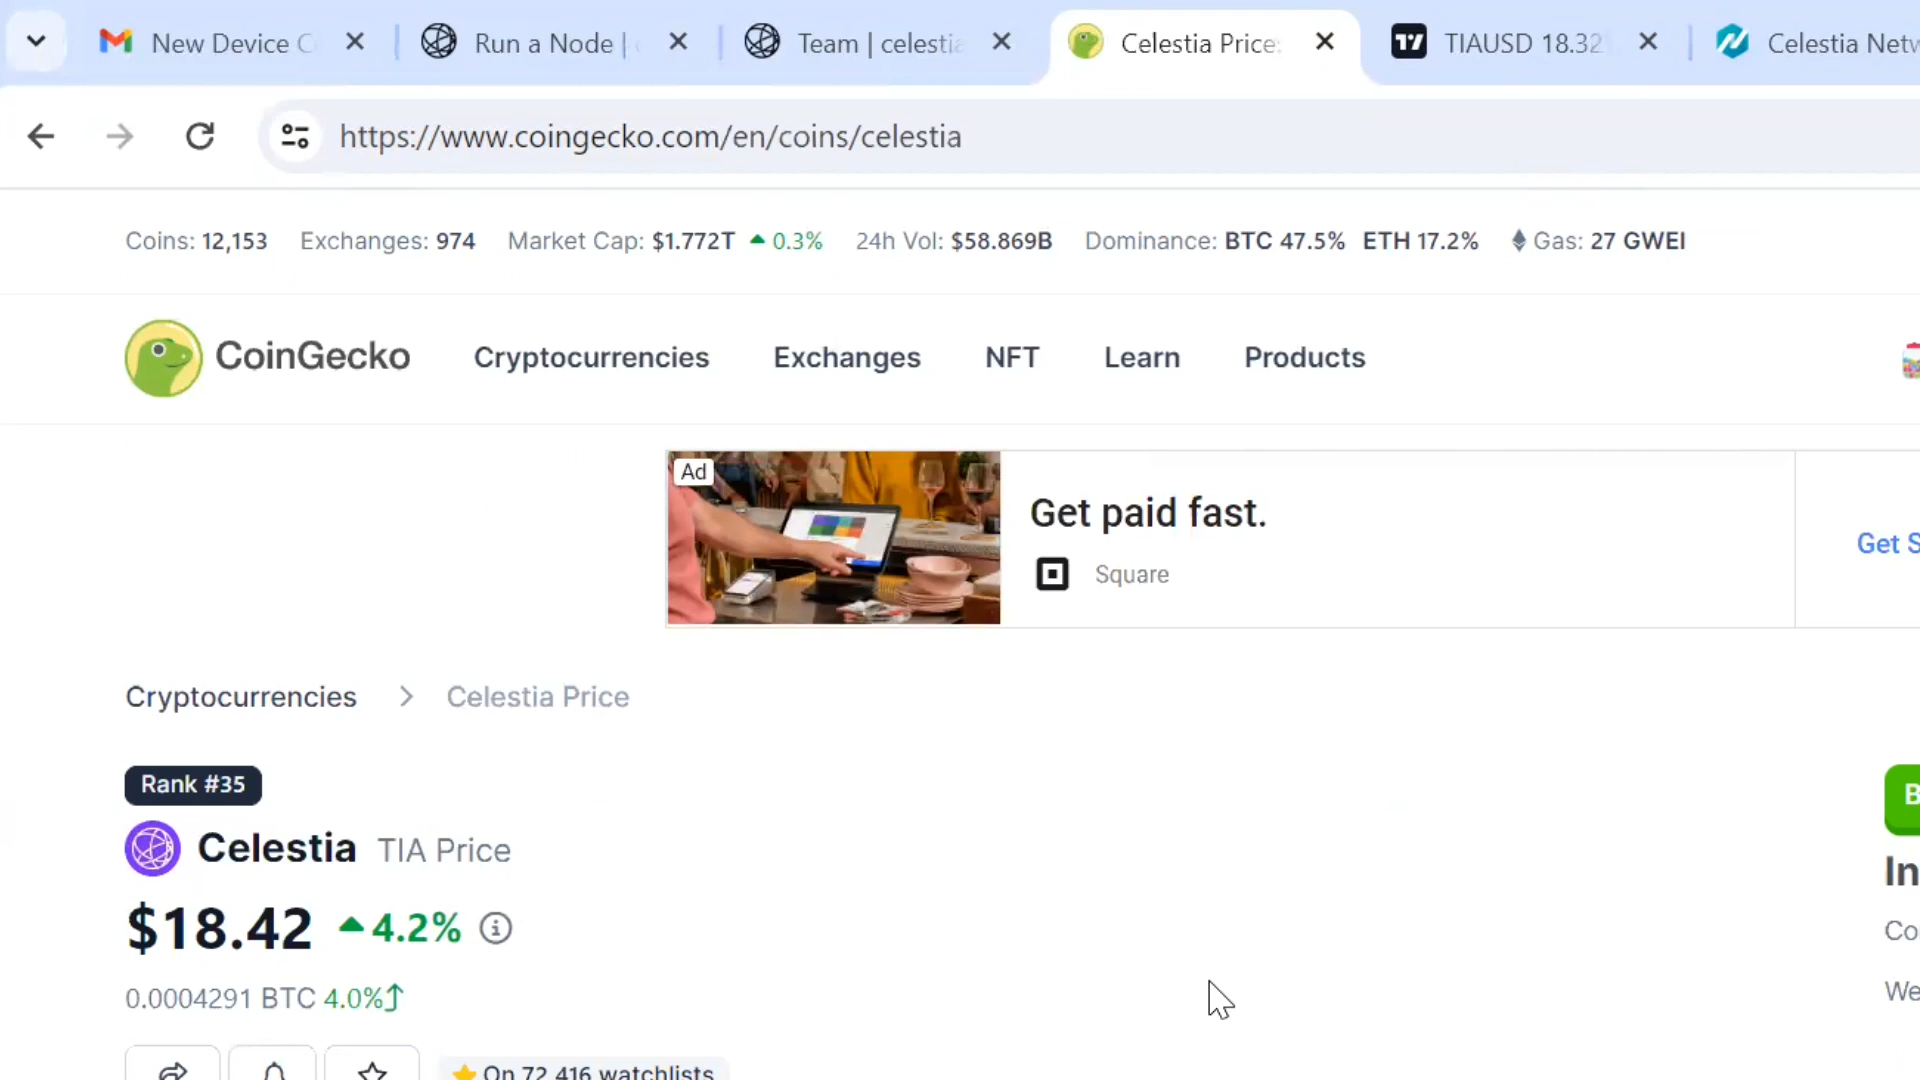 New Device C
Run a Node |
Team | celestia
Celestia Price:
TIAUSD 18.32
Celestia Netw
https://www.coingecko.com/en/coins/celestia
Coins: 12,153 Exchanges: 974 Market Cap: $1.772T 0.3% 24h Vol: $58.869B Dominance: BTC 47.5% ETH 17.2% Gas: 27 GWEI
CoinGecko Cryptocurrencies Exchanges NFT Learn Products
Ad
Get paid fast.
Square
Get S
Cryptocurrencies > Celestia Price
Rank #35
B
Celestia TIA Price
In
$18.42 4.2%
Co
0.0004291 BTC 4.0%
We
On 72,416 watchlists